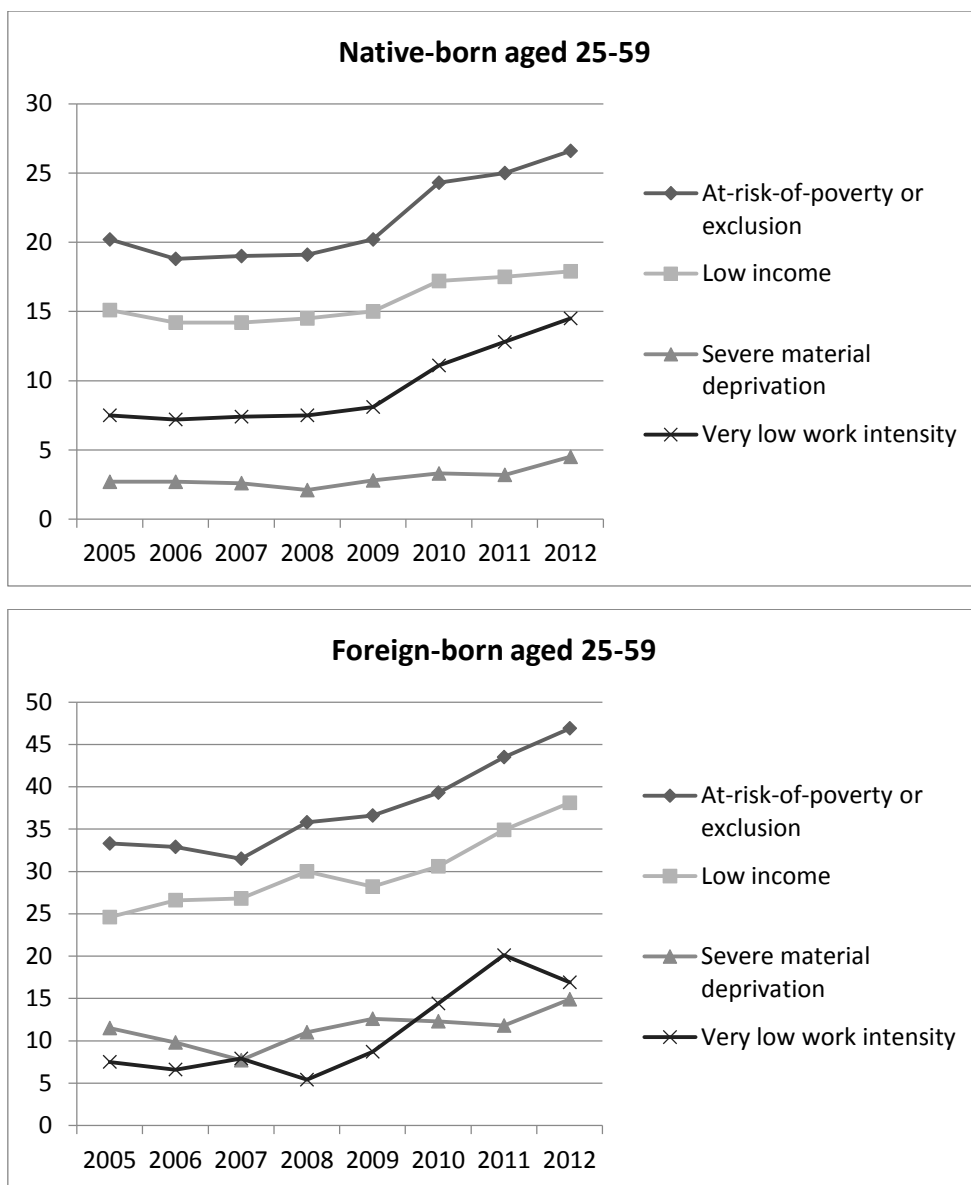 Native-born aged 25-59
30
25
20
15
10
5
0
2005 2006 2007 2008 2009 2010 2011 2012
At-risk-of-poverty or
exclusion
Low income
Severe material
deprivation
Very low work intensity
Foreign-born aged 25-59
50
45
40
35
30
25
20
15
10
5
0
2005 2006 2007 2008 2009 2010 2011 2012
At-risk-of-poverty or
exclusion
Low income
Severe material
deprivation
Very low work intensity